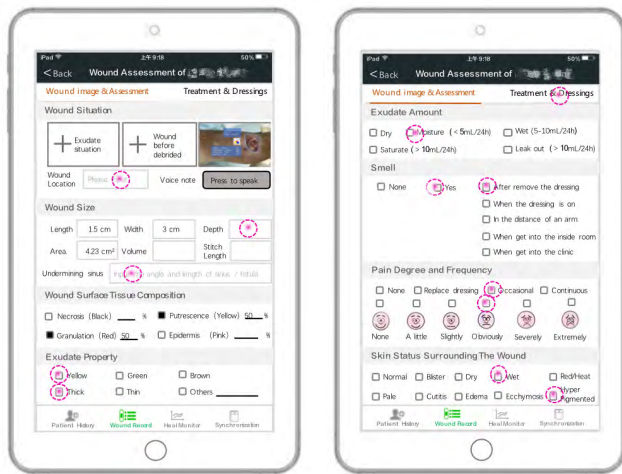 iPad 上午 9:18 50%
< Back Wound Assessment of
Wound image & Assessment Treatment & Dressings
Wound Situation
Exudate situation
Wound before debrided
Wound Location Please Voice note Press to speak
Wound Size
Length 1.5 cm Width 3 cm Depth
Area. 4.23 cm² Volume Stitch Length
Undermining sinus angle and length of sinus / fistula
Wound Surface Tissue Composition
Necrosis (Black) % Putrescence (Yellow) 50 %
Granulation (Red) 50 % Epidermis (Pink) %
Exudate Property
Yellow Green Brown
Thick Thin Others
Patient History Wound Record Heal Monitor Synchronization
iPad 上午 9:18 50%
< Back Wound Assessment of
Wound image & Assessment Treatment & Dressings
Exudate Amount
Dry Moisture (< 5mL/24h) Wet (5-10mL/24h)
Saturate (> 10mL/24h) Leak out (> 10mL/24h)
Smell
None Yes After remove the dressing
When the dressing is on
In the distance of an arm
When get into the inside room
When get into the clinic
Pain Degree and Frequency
None Replace dressing Occasional Continuous
None A little Slightly Obviously Severely Extremely
Skin Status Surrounding The Wound
Normal Blister Dry Wet Red/Heat
Pale Cutitis Edema Ecchymosis Hyper Pigmented
Patient History Wound Record Heal Monitor Synchronization